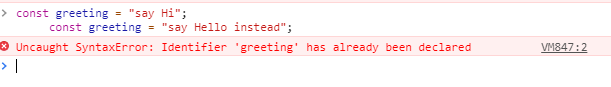 const greeting = "say Hi";
const greeting = "say Hello instead";
Uncaught SyntaxError: Identifier 'greeting' has already been declared VM847:2